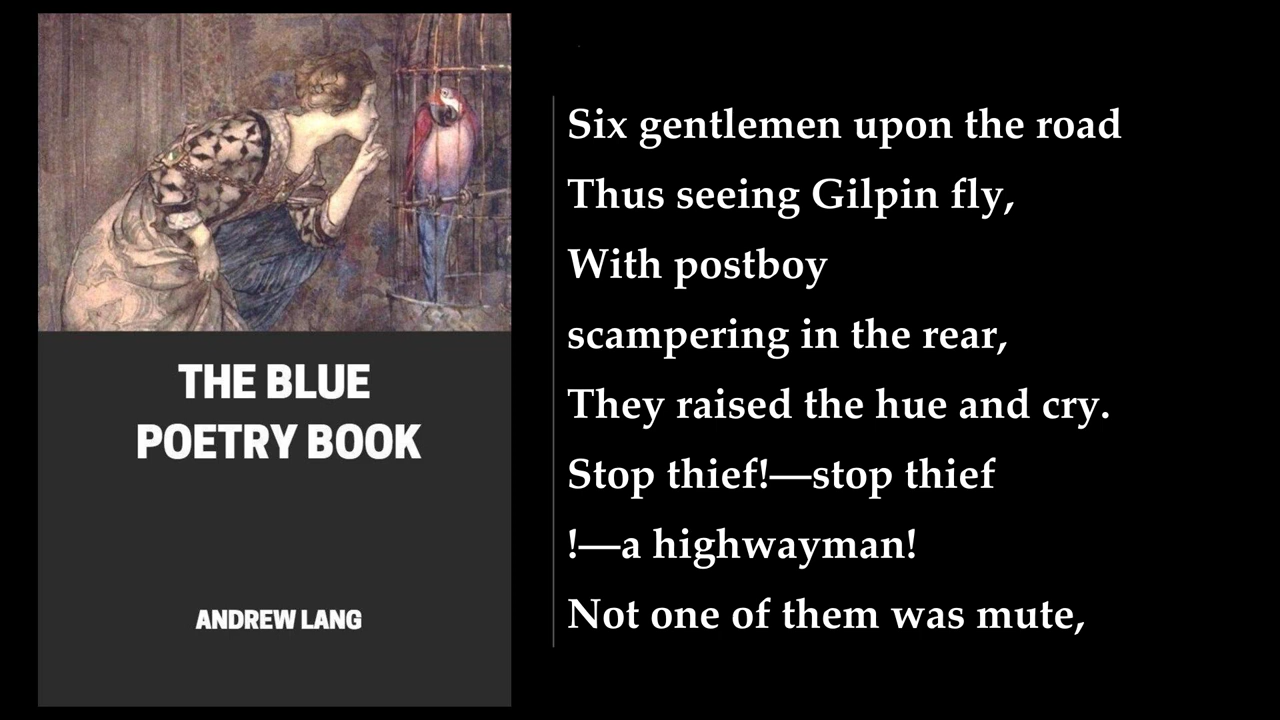 THE BLUE
POETRY BOOK
ANDREW LANG
Six gentlemen upon the road
Thus seeing Gilpin fly,
With postboy
scampering in the rear,
They raised the hue and cry.
Stop thief!—stop thief
!—a highwayman!
Not one of them was mute,